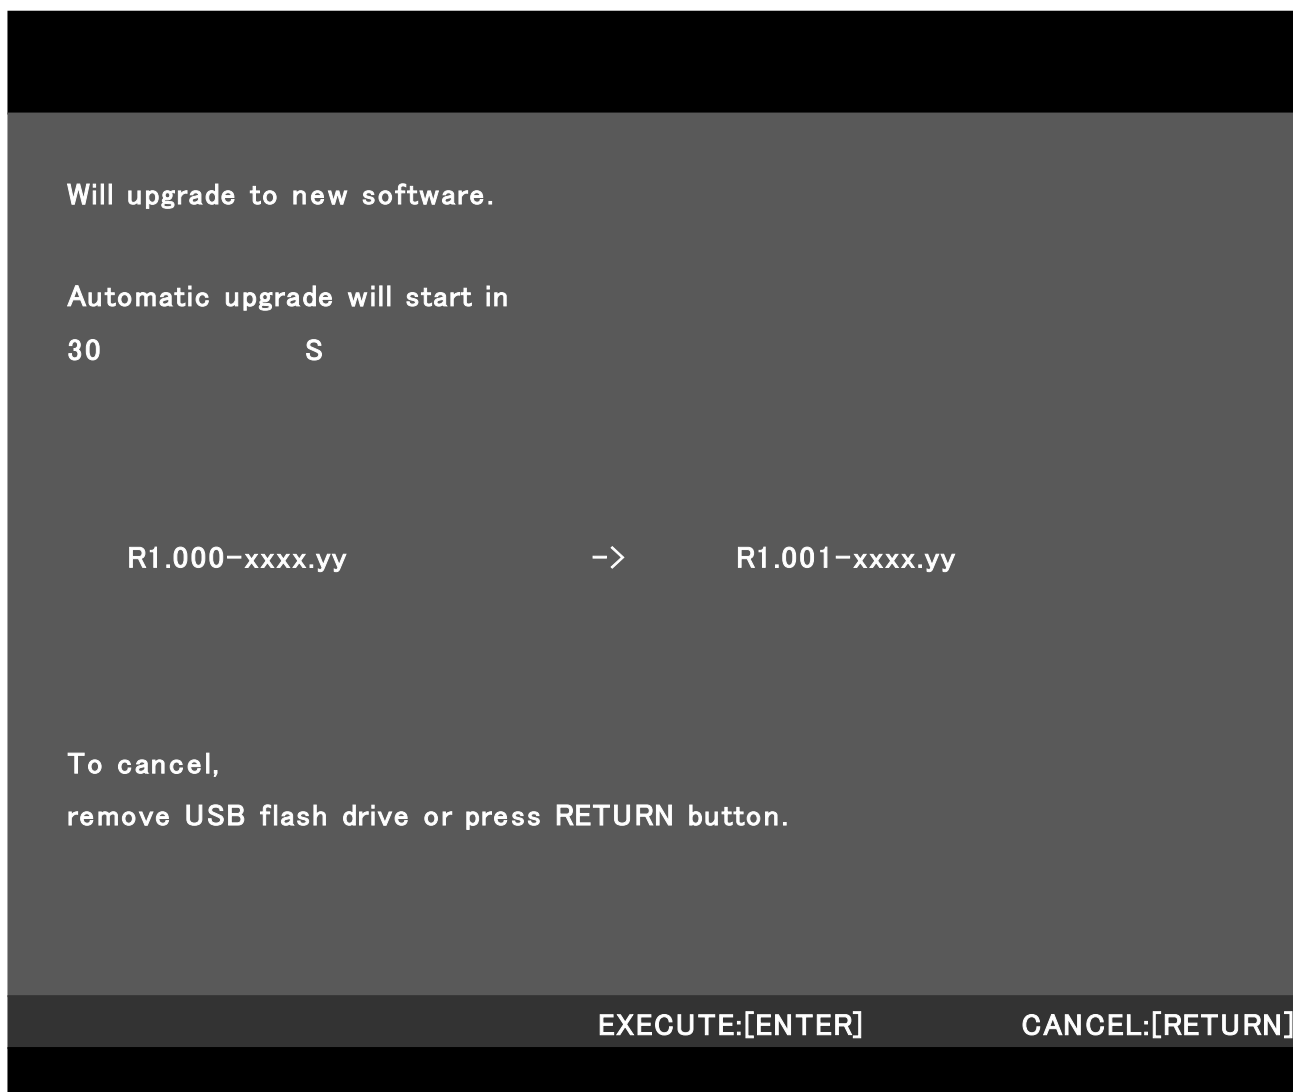 Will upgrade to new software.
Automatic upgrade will start in
30 S
R1.000-xxxx.yy -> R1.001-xxxx.yy
To cancel,
remove USB flash drive or press RETURN button.
EXECUTE:[ENTER] CANCEL:[RETURN]